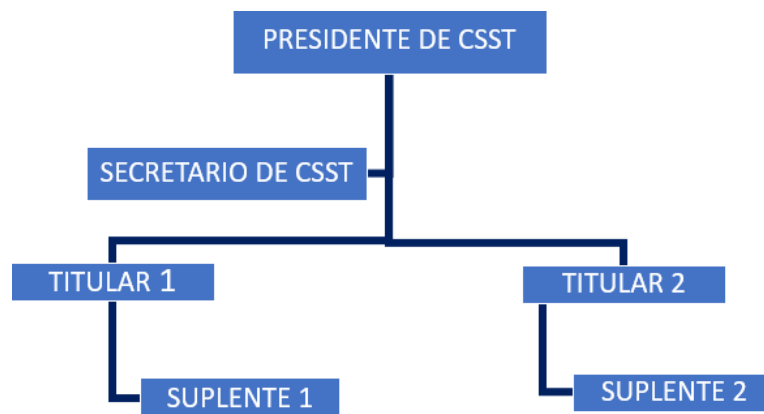 PRESIDENTE DE CSST
SECRETARIO DE CSST
TITULAR 1
TITULAR 2
SUPLENTE 1
SUPLENTE 2